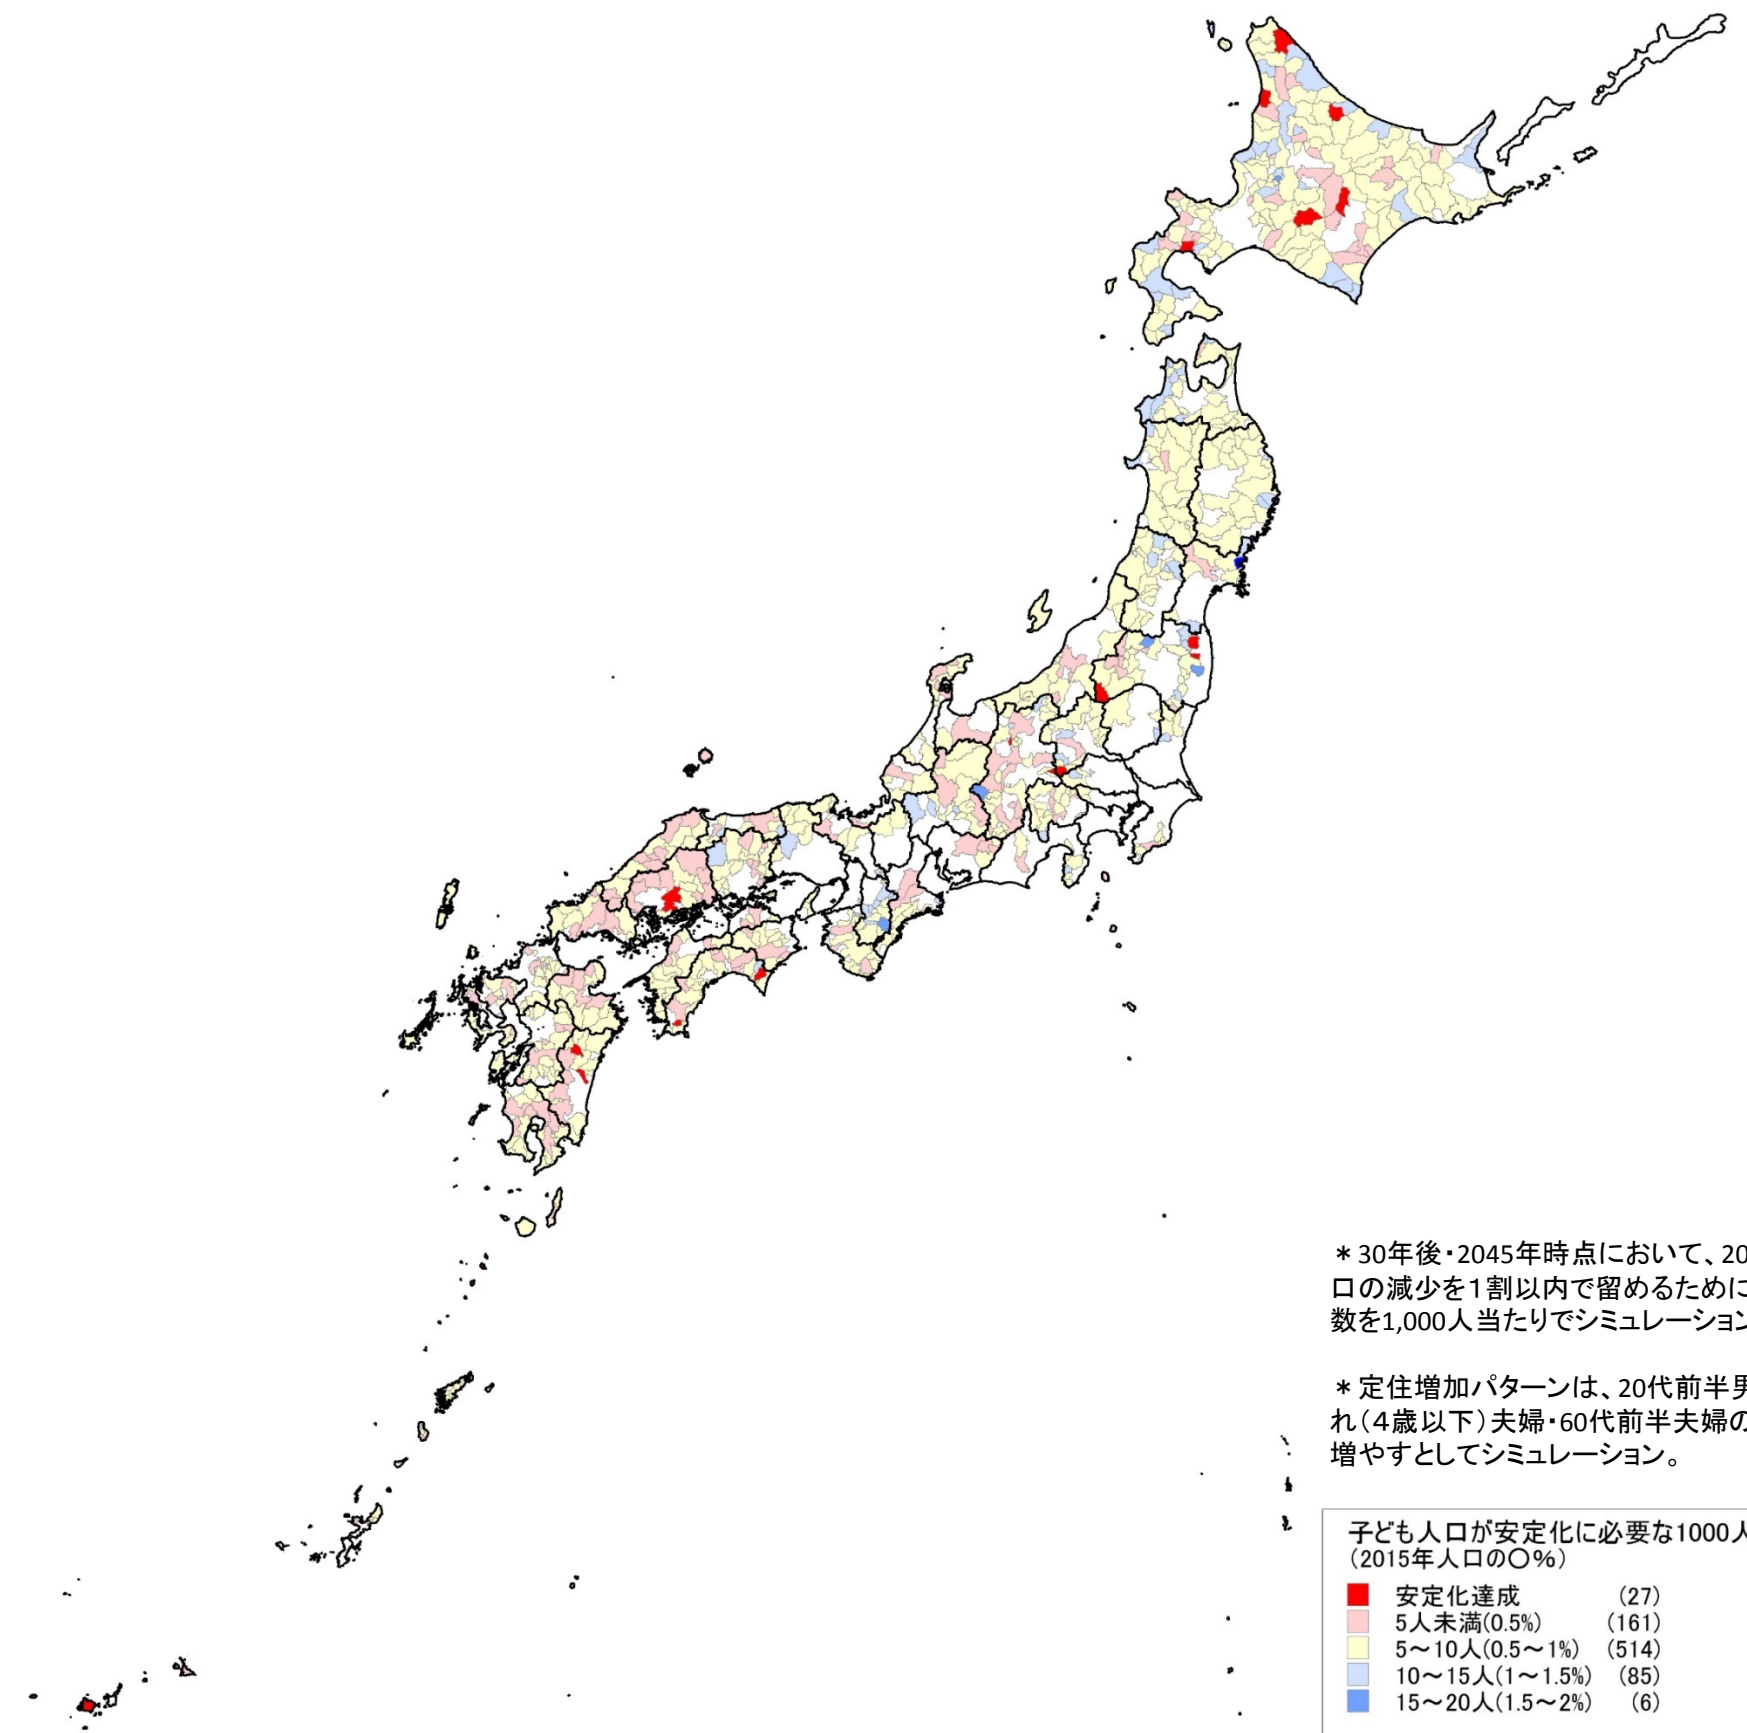 ＊30年後・2045年時点において、20
口の減少を１割以内で留めるために
数を1,000人当たりでシミュレーション
＊定住増加パターンは、20代前半男
れ（４歳以下）夫婦・60代前半夫婦の
増やすとしてシミュレーション。
子ども人口が安定化に必要な1000人
（2015年人口の〇％）
安定化達成 (27)
5人未満(0.5%) (161)
5～10人(0.5～1%) (514)
10～15人(1～1.5%) (85)
15～20人(1.5～2%) (6)